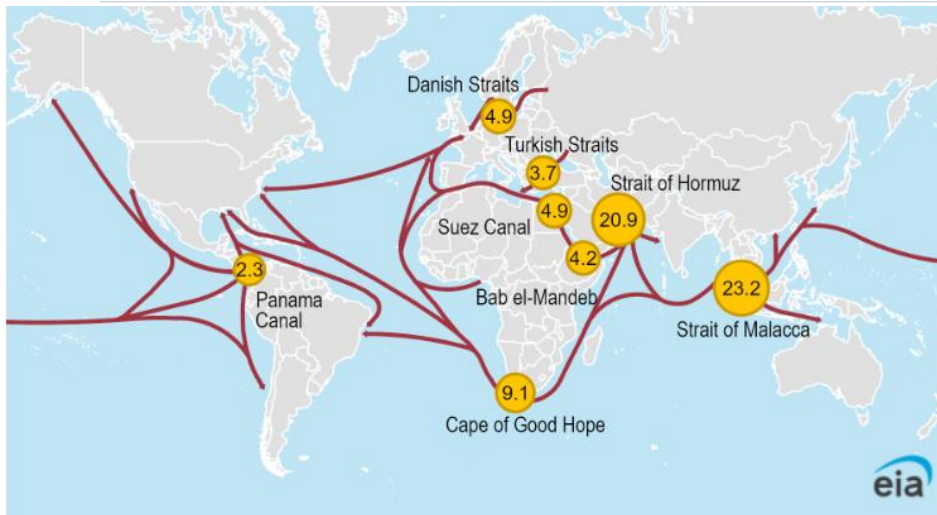 Danish Straits
4.9
Turkish Straits
3.7
Strait of Hormuz
20.9
4.9
Suez Canal
4.2
Bab el-Mandeb
2.3
Panama
Canal
23.2
Strait of Malacca
9.1
Cape of Good Hope
eia